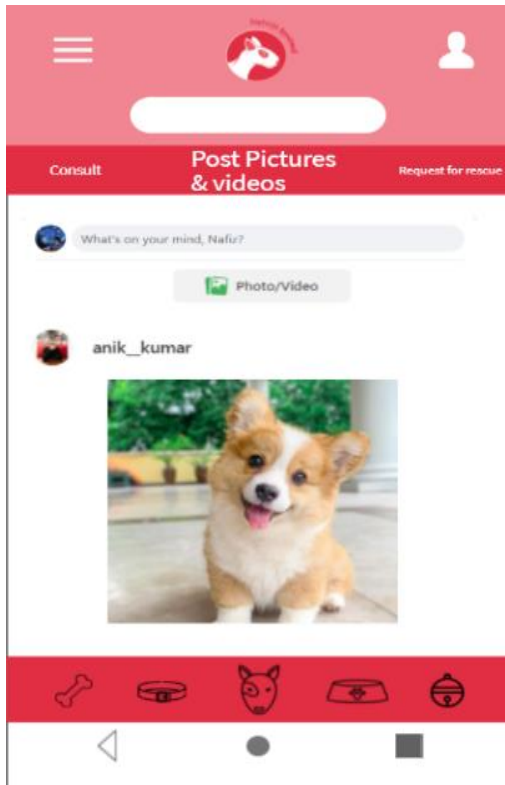 Consult
Post Pictures
& videos
Request for rescue
What's on your mind, Nafiz?
Photo/Video
anik__kumar